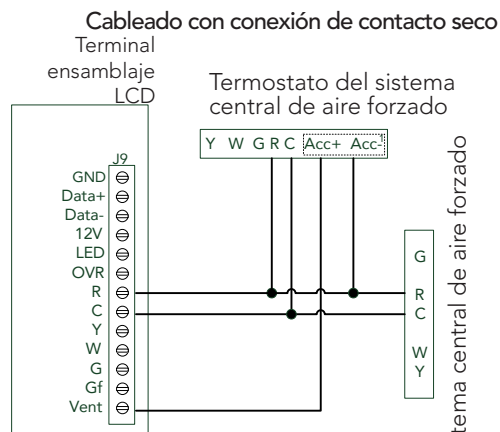 Cableado con conexión de contacto seco
Terminal
ensamblaje
LCD
Termostato del sistema
central de aire forzado
Y W G R C Acc+ Acc-¹
J9
GND
Data+
Data-
12V
LED
OVR
R
C
Y
W
G
Gf
Vent
G
R
C
W
Y
central de aire forzado